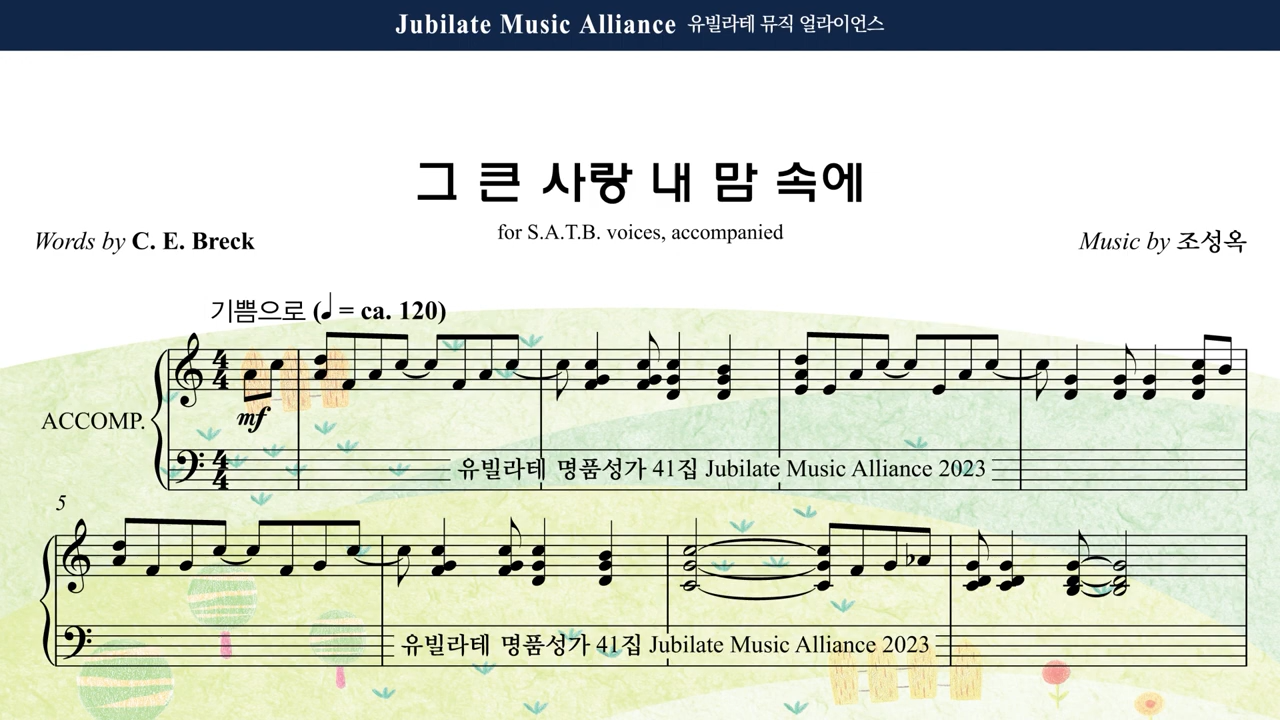 Jubilate Music Alliance 유빌라테 뮤직 얼라이언스
그 큰 사랑 내 맘 속에
for S.A.T.B. voices, accompanied
Words by C. E. Breck
Music by 조성옥
기쁨으로 (♩ = ca. 120)
ACCOMP.
mf
유빌라테 명품성가 41집 Jubilate Music Alliance 2023
5
유빌라테 명품성가 41집 Jubilate Music Alliance 2023